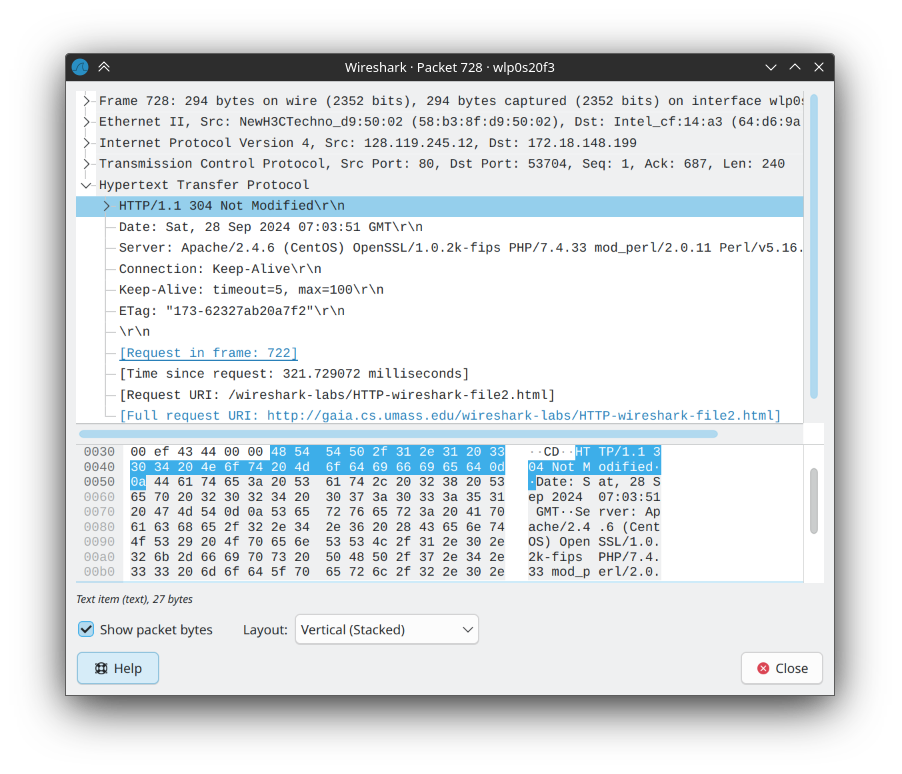 Wireshark · Packet 728 · wlp0s20f3
Frame 728: 294 bytes on wire (2352 bits), 294 bytes captured (2352 bits) on interface wlp0s
Ethernet II, Src: NewH3CTechno_d9:50:02 (58:b3:8f:d9:50:02), Dst: Intel_cf:14:a3 (64:d6:9a
Internet Protocol Version 4, Src: 128.119.245.12, Dst: 172.18.148.199
Transmission Control Protocol, Src Port: 80, Dst Port: 53704, Seq: 1, Ack: 687, Len: 240
Hypertext Transfer Protocol
HTTP/1.1 304 Not Modified\r\n
Date: Sat, 28 Sep 2024 07:03:51 GMT\r\n
Server: Apache/2.4.6 (CentOS) OpenSSL/1.0.2k-fips PHP/7.4.33 mod_perl/2.0.11 Perl/v5.16.
Connection: Keep-Alive\r\n
Keep-Alive: timeout=5, max=100\r\n
ETag: "173-62327ab20a7f2"\r\n
\r\n
[Request in frame: 722]
[Time since request: 321.729072 milliseconds]
[Request URI: /wireshark-labs/HTTP-wireshark-file2.html]
[Full request URI: http://gaia.cs.umass.edu/wireshark-labs/HTTP-wireshark-file2.html]
0030 00 ef 43 44 00 00 48 54 54 50 2f 31 2e 31 20 33 ··CD··HT TP/1.1 3
0040 30 34 20 4e 6f 74 20 4d 6f 64 69 66 69 65 64 0d 04 Not M odified·
0050 0a 44 61 74 65 3a 20 53 61 74 2c 20 32 38 20 53 ·Date: S at, 28 S
0060 65 70 20 32 30 32 34 20 30 37 3a 30 33 3a 35 31 ep 2024 07:03:51
0070 20 47 4d 54 0d 0a 53 65 72 76 65 72 3a 20 41 70 GMT··Se rver: Ap
0080 61 63 68 65 2f 32 2e 34 2e 36 20 28 43 65 6e 74 ache/2.4 .6 (Cent
0090 4f 53 29 20 4f 70 65 6e 53 53 4c 2f 31 2e 30 2e OS) Open SSL/1.0.
00a0 32 6b 2d 66 69 70 73 20 50 48 50 2f 37 2e 34 2e 2k-fips PHP/7.4.
00b0 33 33 20 6d 6f 64 5f 70 65 72 6c 2f 32 2e 30 2e 33 mod_p erl/2.0.
Text item (text), 27 bytes
Show packet bytes
Layout: Vertical (Stacked)
Help
Close